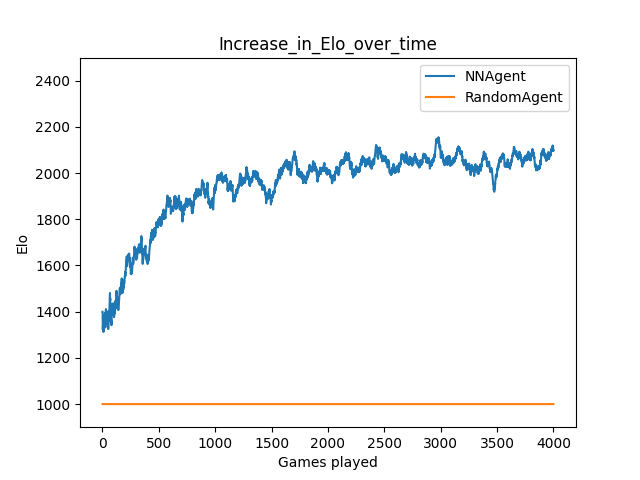 Increase_in_Elo_over_time
NNAgent
RandomAgent
2400
2200
2000
1800
1600
1400
1200
1000
Elo
0 500 1000 1500 2000 2500 3000 3500 4000
Games played